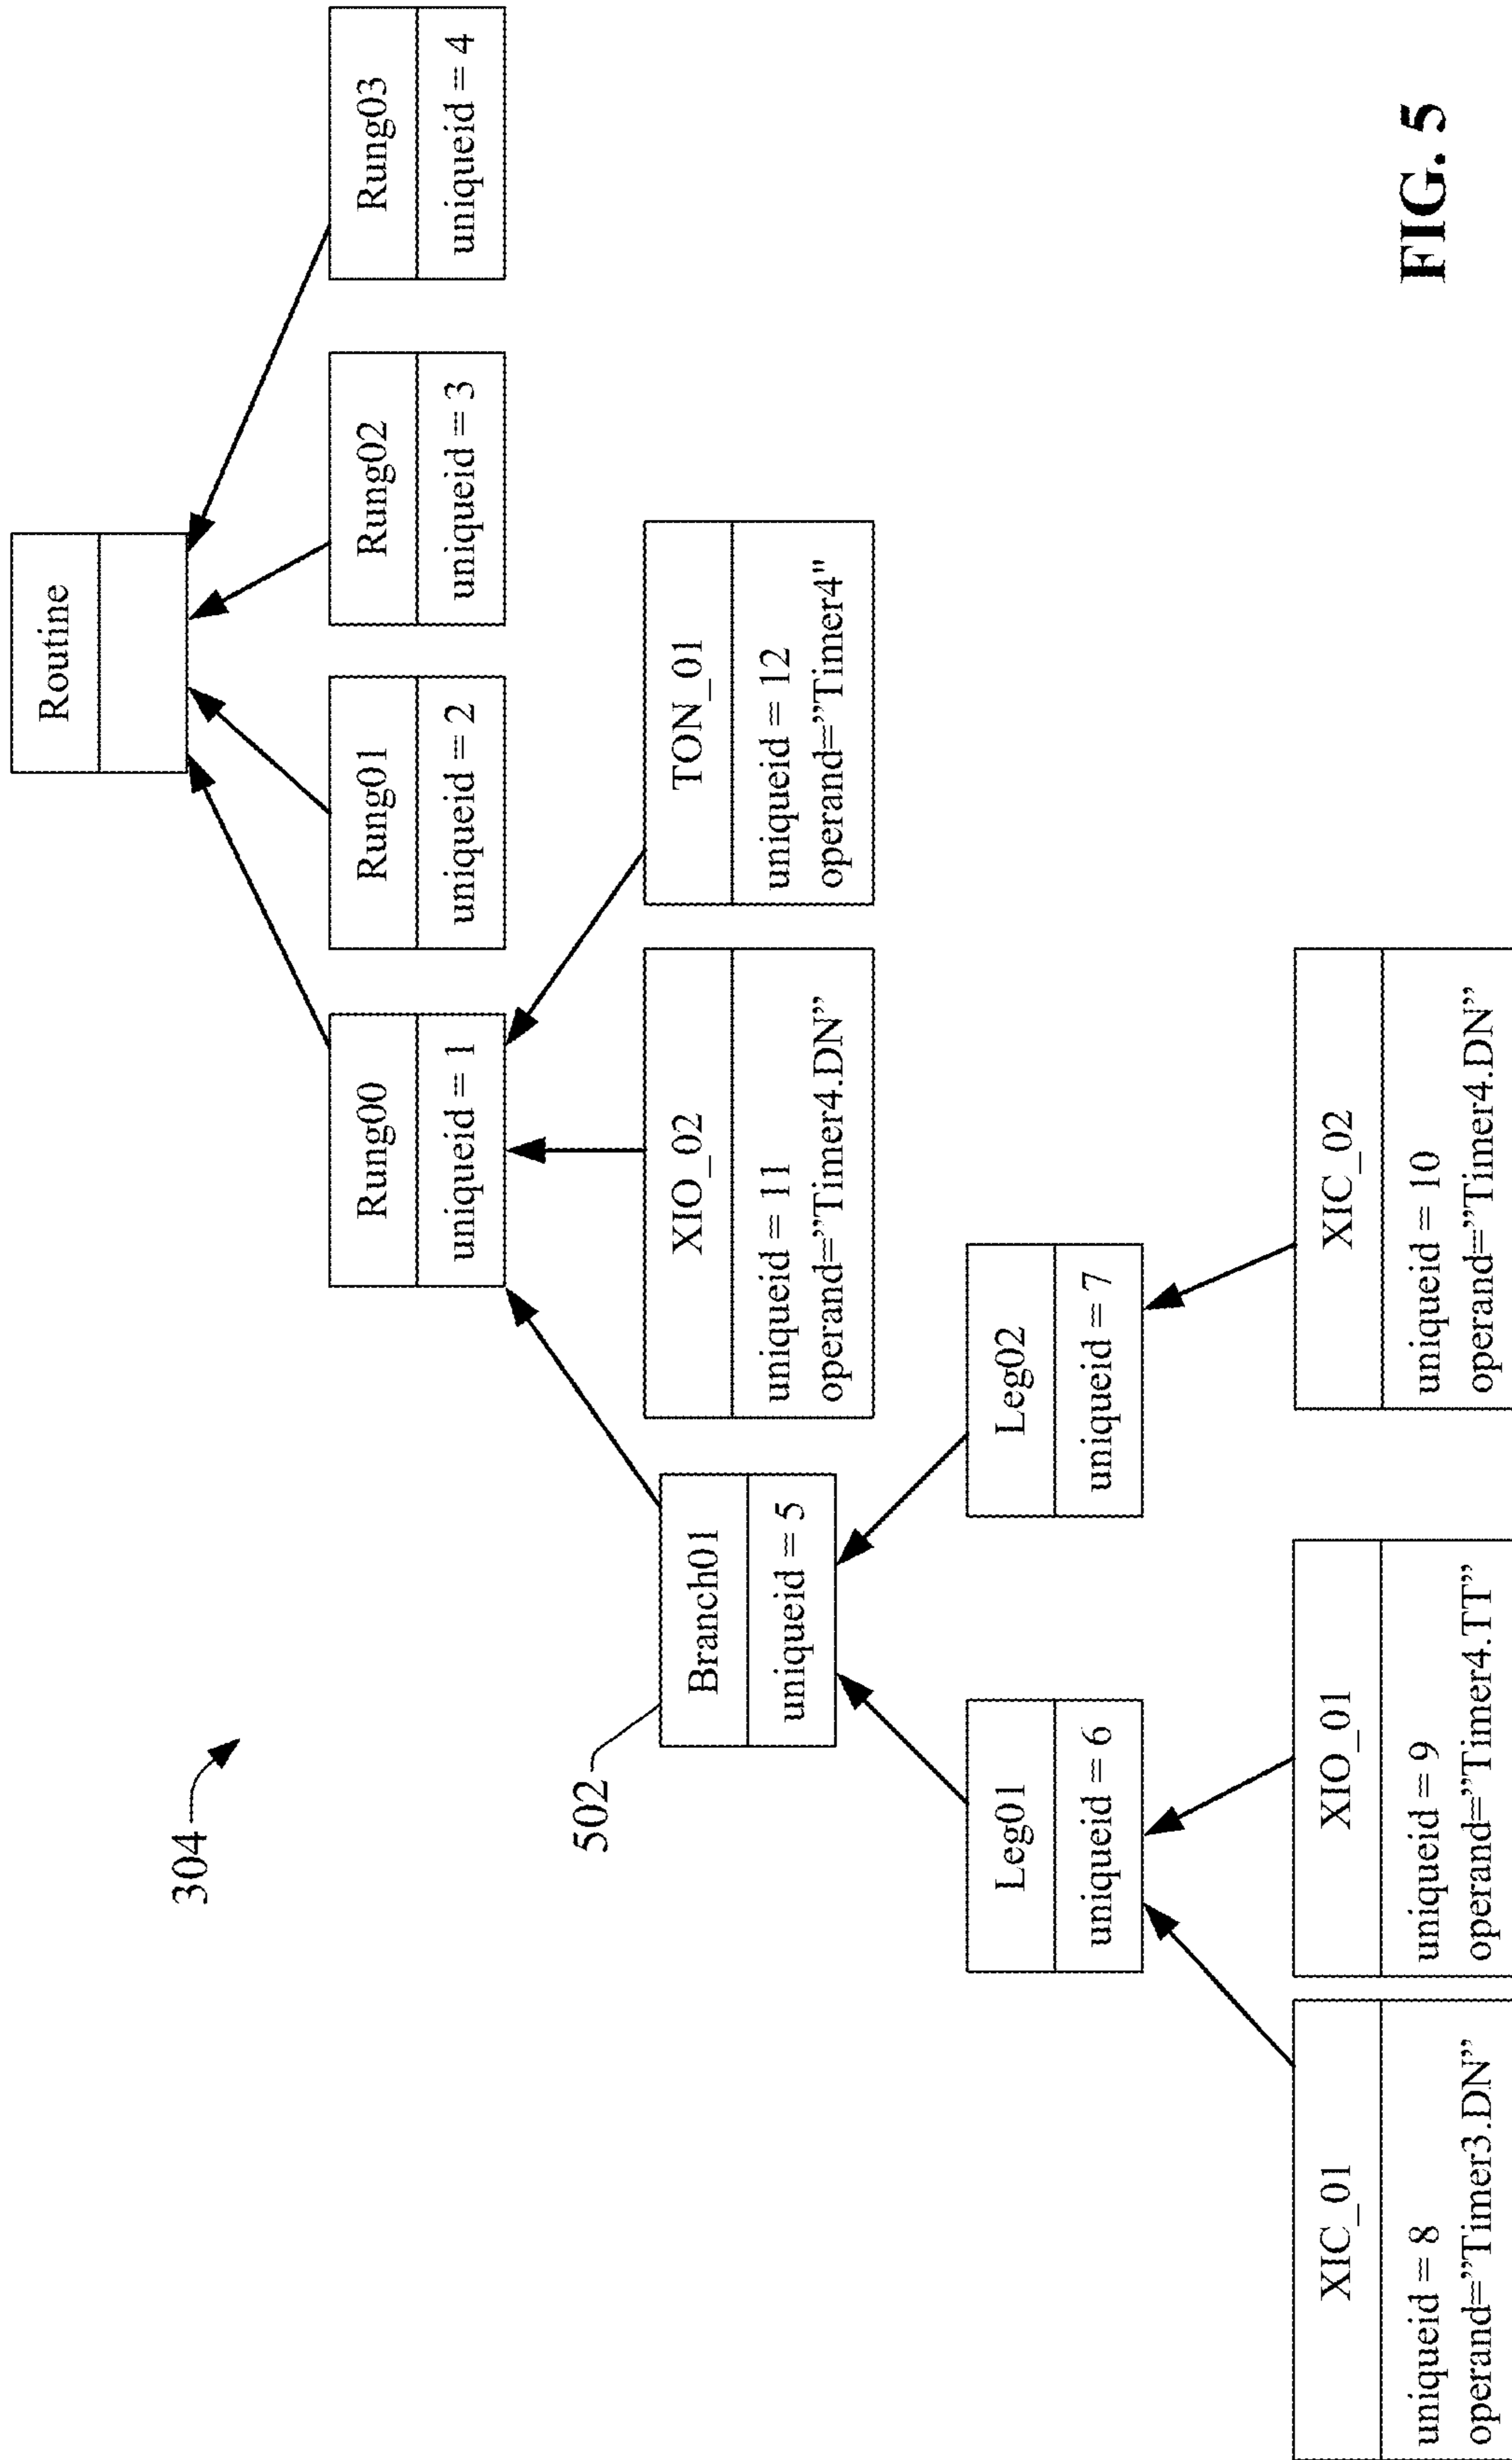 304
Routine
Rung00
uniqueid = 1
Rung01
uniqueid = 2
Rung02
uniqueid = 3
Rung03
uniqueid = 4
502
Branch01
uniqueid = 5
XIO_02
uniqueid = 11
operand=”Timer4.DN”
TON_01
uniqueid = 12
operand=”Timer4"
Leg01
uniqueid = 6
Leg02
uniqueid = 7
XIC_01
uniqueid = 8
operand=”Timer3.DN”
XIO_01
uniqueid = 9
operand=”Timer4.TT”
XIC_02
uniqueid = 10
operand=”Timer4.DN”
FIG. 5